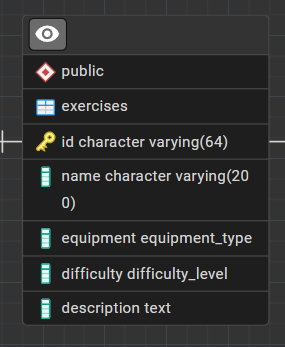 public
exercises
id character varying(64)
name character varying(20
0)
equipment equipment_type
difficulty difficulty_level
description text